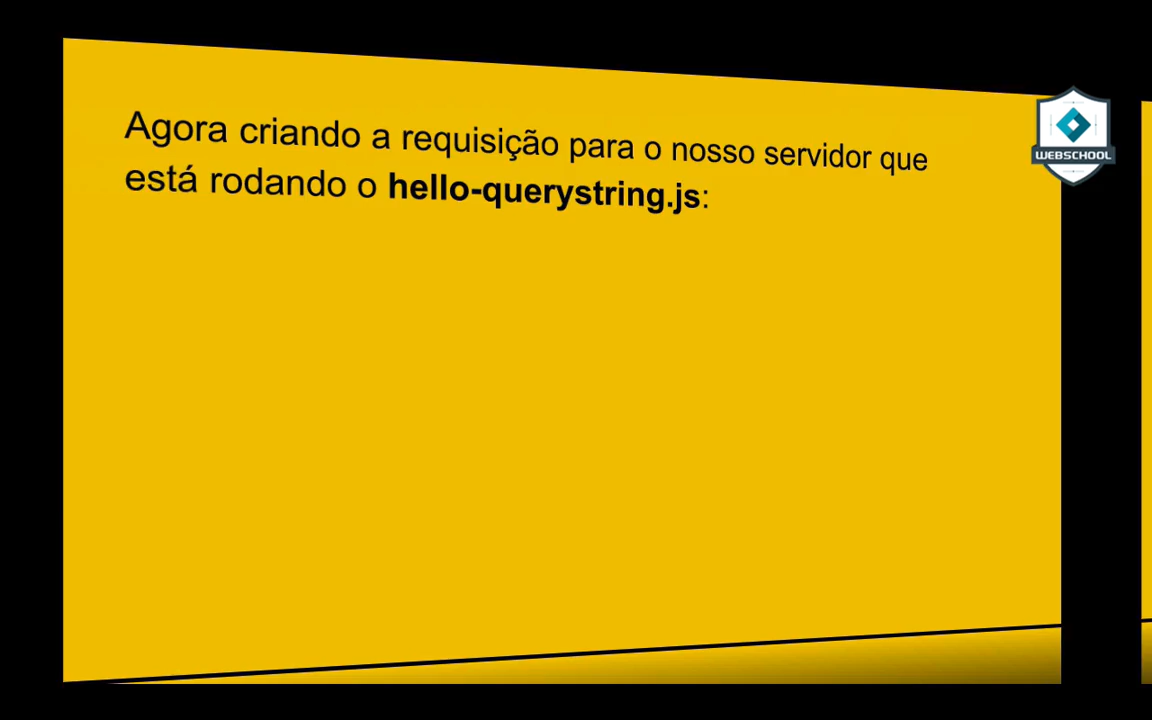 Agora criando a requisição para o nosso servidor que
está rodando o hello-querystring.js:
WEBSCHOOL